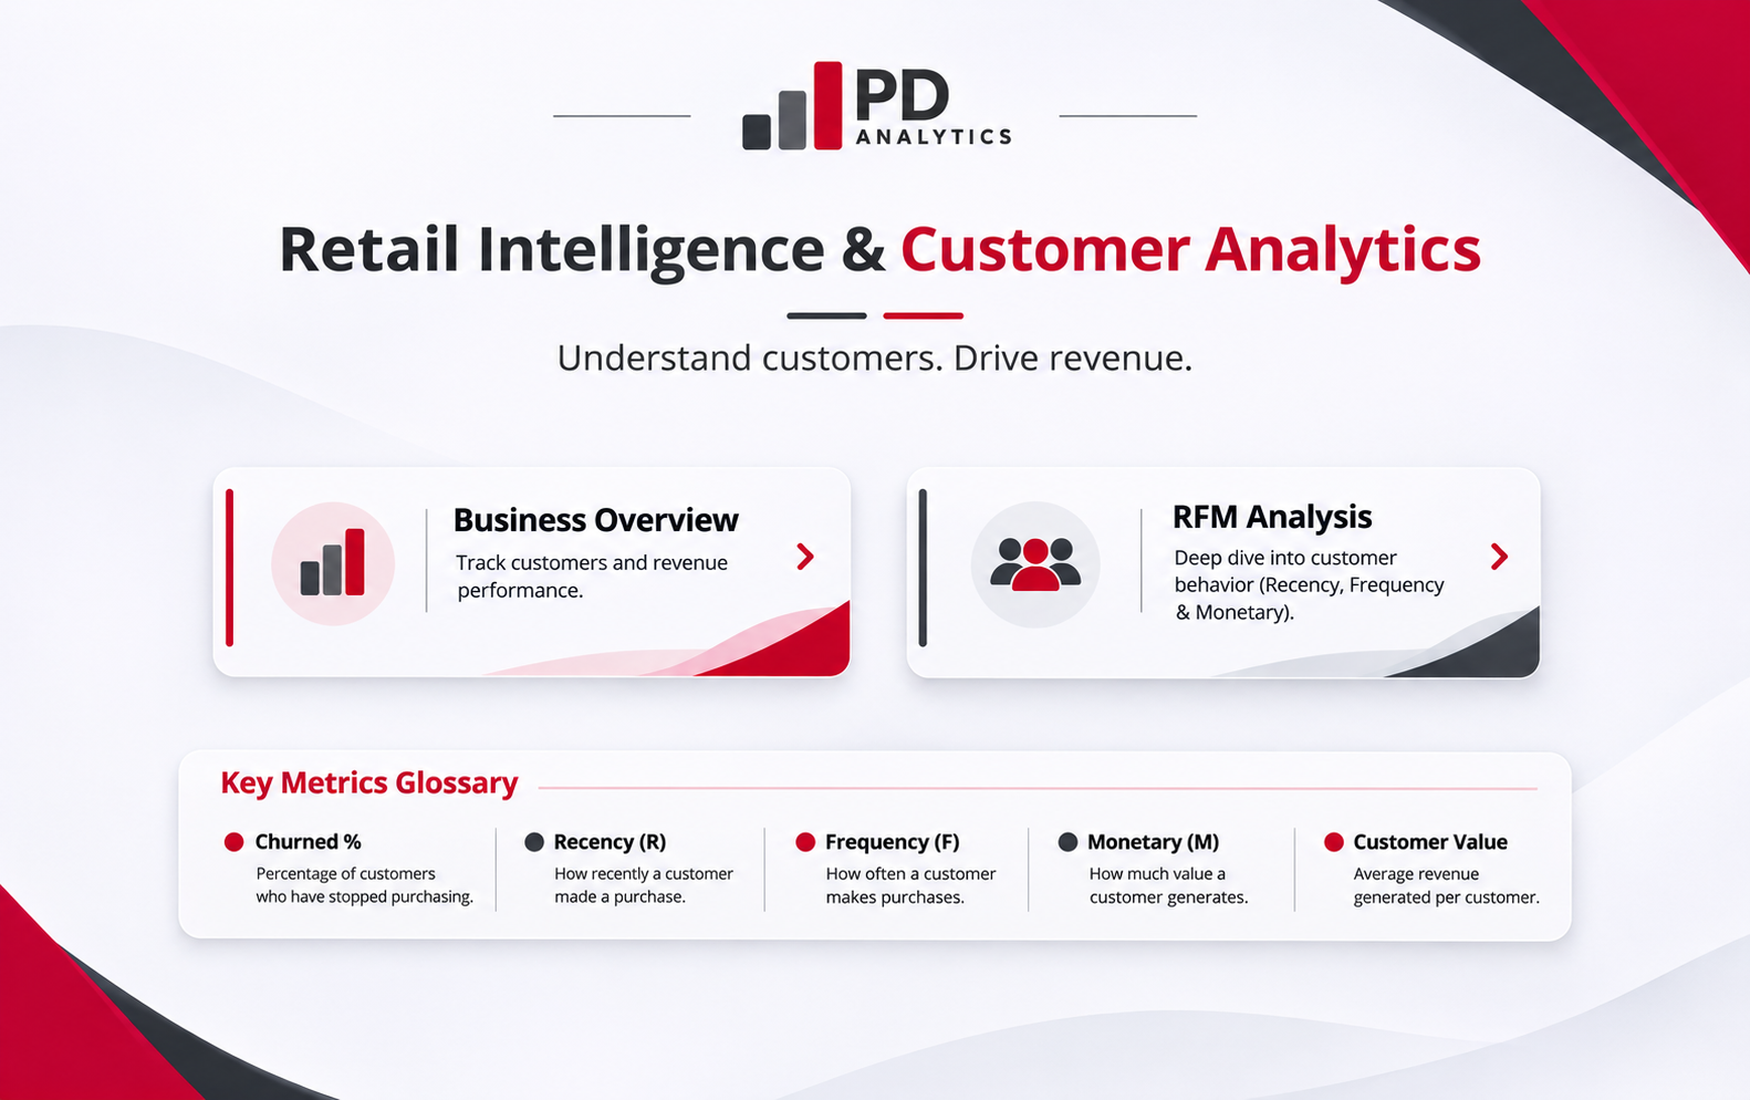 PD
ANALYTICS
Retail Intelligence & Customer Analytics
Understand customers. Drive revenue.
Business Overview
Track customers and revenue
performance.
RFM Analysis
Deep dive into customer
behavior (Recency, Frequency
& Monetary).
Key Metrics Glossary
Churned %
Percentage of customers
who have stopped purchasing.
Recency (R)
How recently a customer
made a purchase.
Frequency (F)
How often a customer
makes purchases.
Monetary (M)
How much value a
customer generates.
Customer Value
Average revenue
generated per customer.